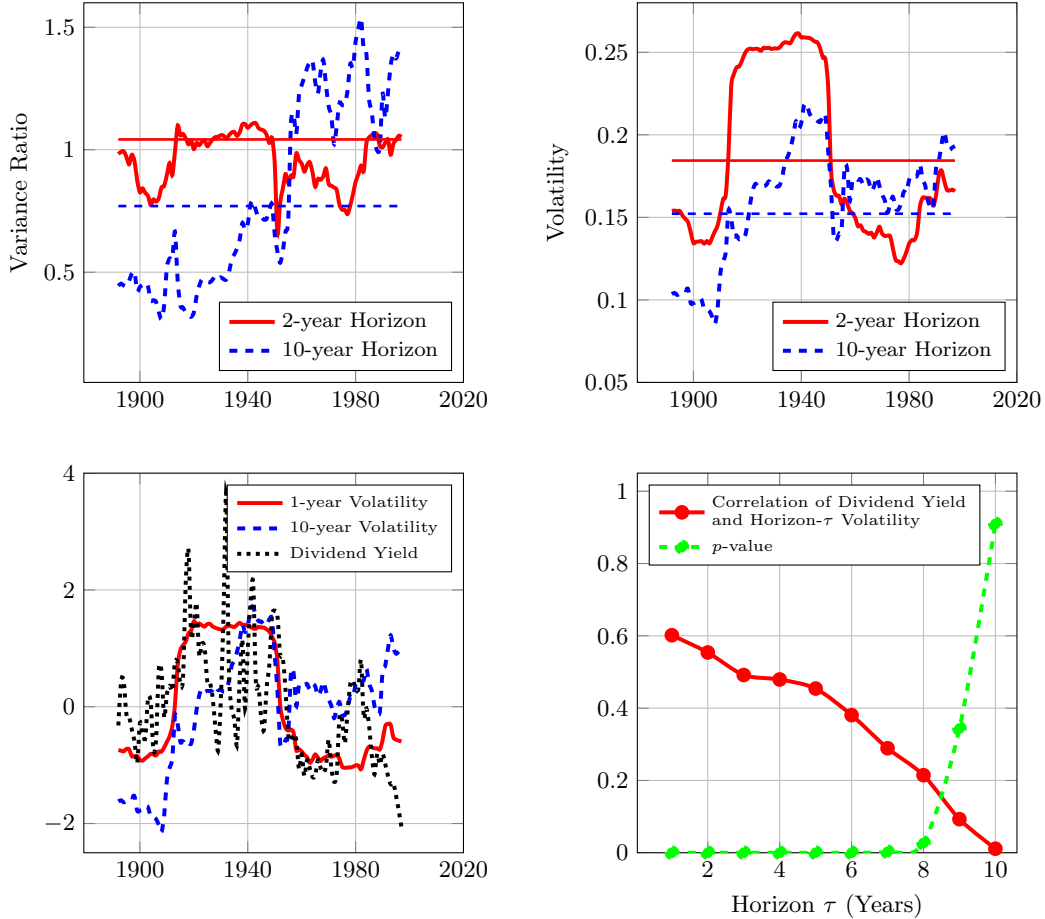 1.5
1
0.5
Variance Ratio
1900
1940
1980
2020
2-year Horizon
10-year Horizon
0.25
0.2
0.15
0.1
0.05
Volatility
1900
1940
1980
2020
2-year Horizon
10-year Horizon
4
2
0
−2
1900
1940
1980
2020
1-year Volatility
10-year Volatility
Dividend Yield
1
0.8
0.6
0.4
0.2
0
2
4
6
8
10
Horizon τ (Years)
Correlation of Dividend Yield
and Horizon-τ Volatility
p-value